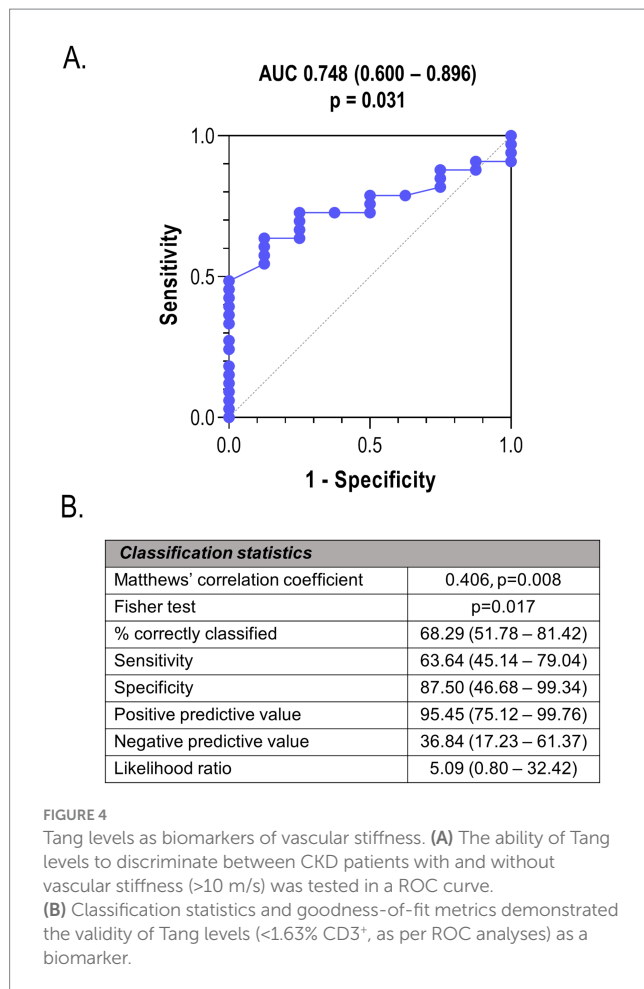 A.
AUC 0.748 (0.600 – 0.896)
p = 0.031
1.0
0.5
0.0
Sensitivity
0.0 0.5 1.0
1 - Specificity
B.
Classification statistics
Matthews’ correlation coefficient 0.406, p=0.008
Fisher test p=0.017
% correctly classified 68.29 (51.78 – 81.42)
Sensitivity 63.64 (45.14 – 79.04)
Specificity 87.50 (46.68 – 99.34)
Positive predictive value 95.45 (75.12 – 99.76)
Negative predictive value 36.84 (17.23 – 61.37)
Likelihood ratio 5.09 (0.80 – 32.42)
FIGURE 4
Tang levels as biomarkers of vascular stiffness. (A) The ability of Tang
levels to discriminate between CKD patients with and without
vascular stiffness (>10 m/s) was tested in a ROC curve.
(B) Classification statistics and goodness-of-fit metrics demonstrated
the validity of Tang levels (<1.63% CD3⁺, as per ROC analyses) as a
biomarker.